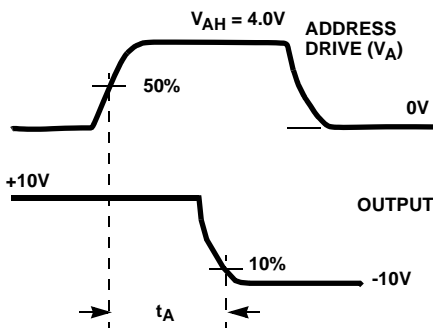 V_AH = 4.0V
ADDRESS
DRIVE (V_A)
50%
0V
+10V
OUTPUT
10%
-10V
t_A